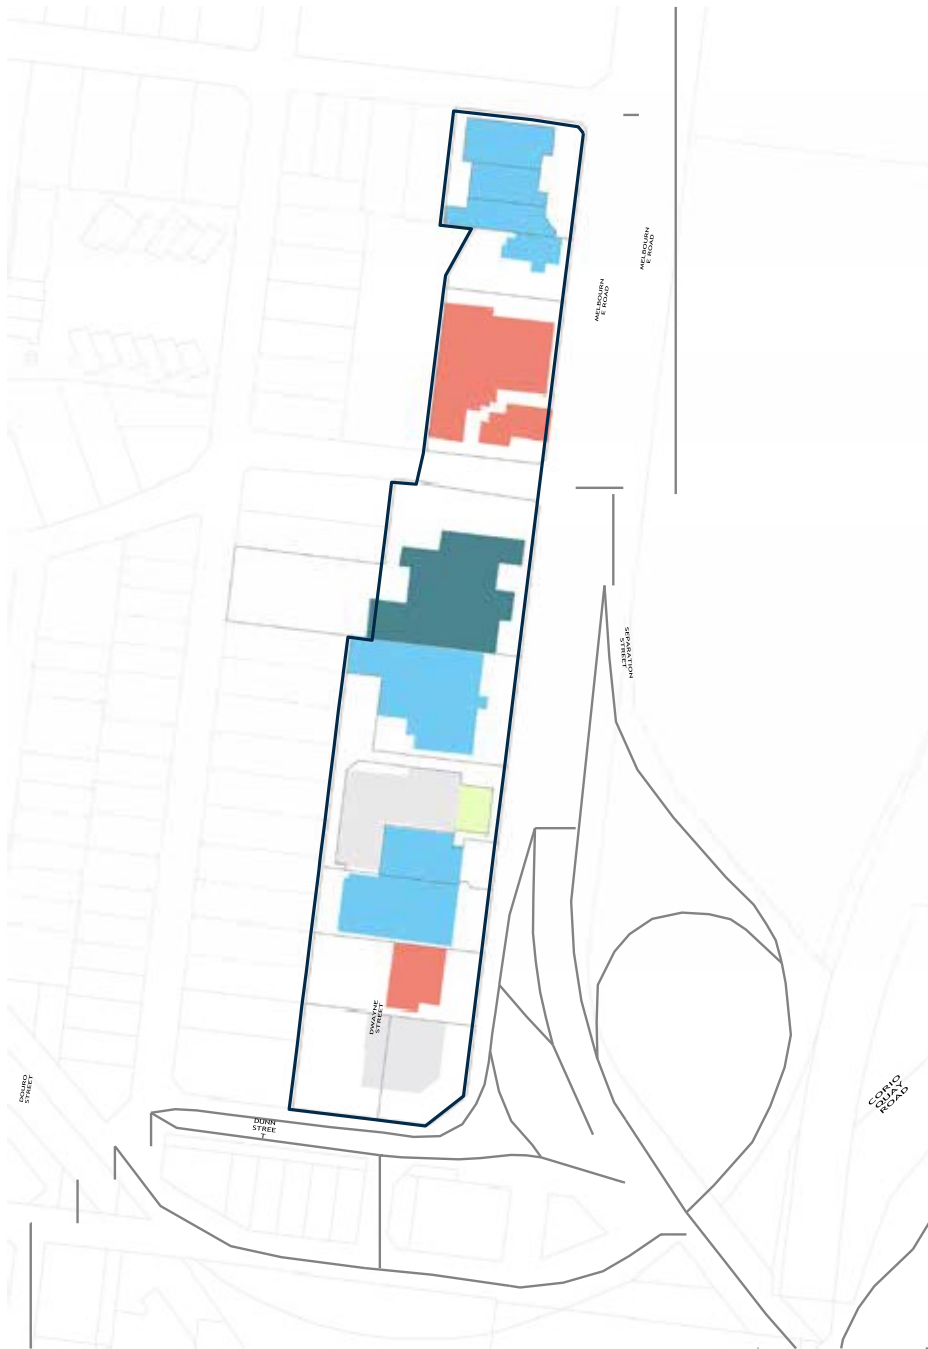 MELBOURN
E ROAD
MELBOURN
E ROAD
SEPARATION
STREET
DWAYNE
STREET
DOURO
STREET
DUNN
STREE
T
CORIO
QUAY
ROAD